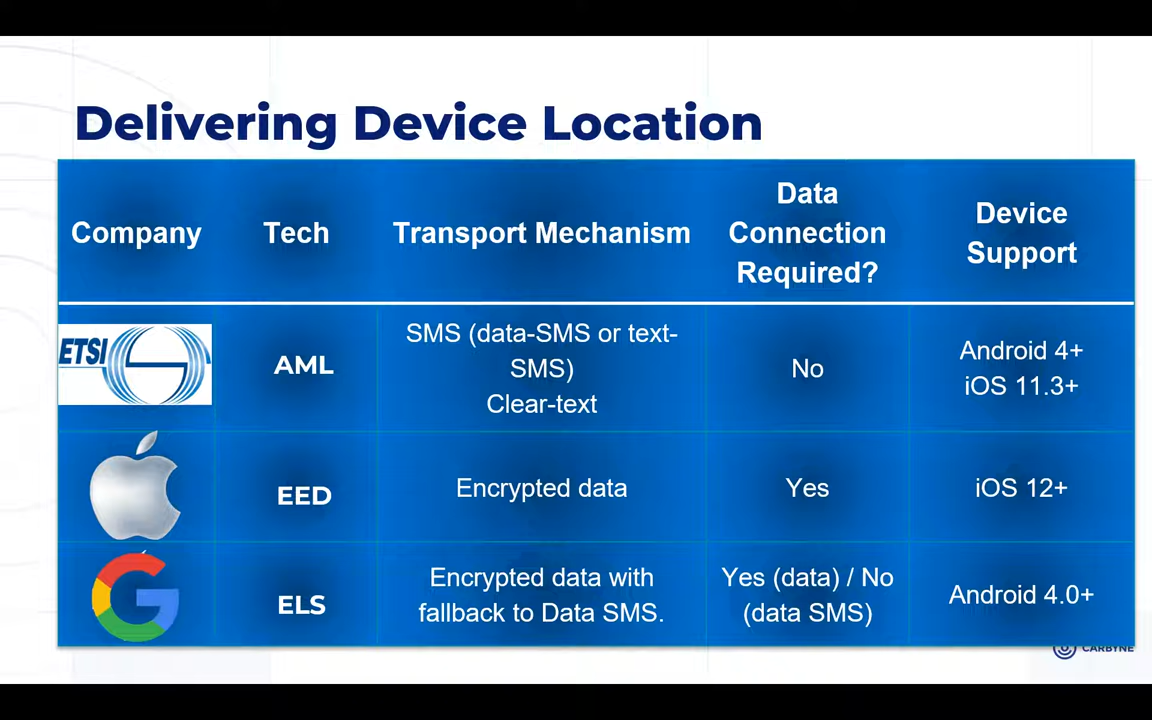 Delivering Device Location
Company
Tech
Transport Mechanism
Data
Connection
Required?
Device
Support
ETSI
AML
SMS (data-SMS or text-
SMS)
Clear-text
No
Android 4+
iOS 11.3+
EED
Encrypted data
Yes
iOS 12+
ELS
Encrypted data with
fallback to Data SMS.
Yes (data) / No
(data SMS)
Android 4.0+
CARBYNE